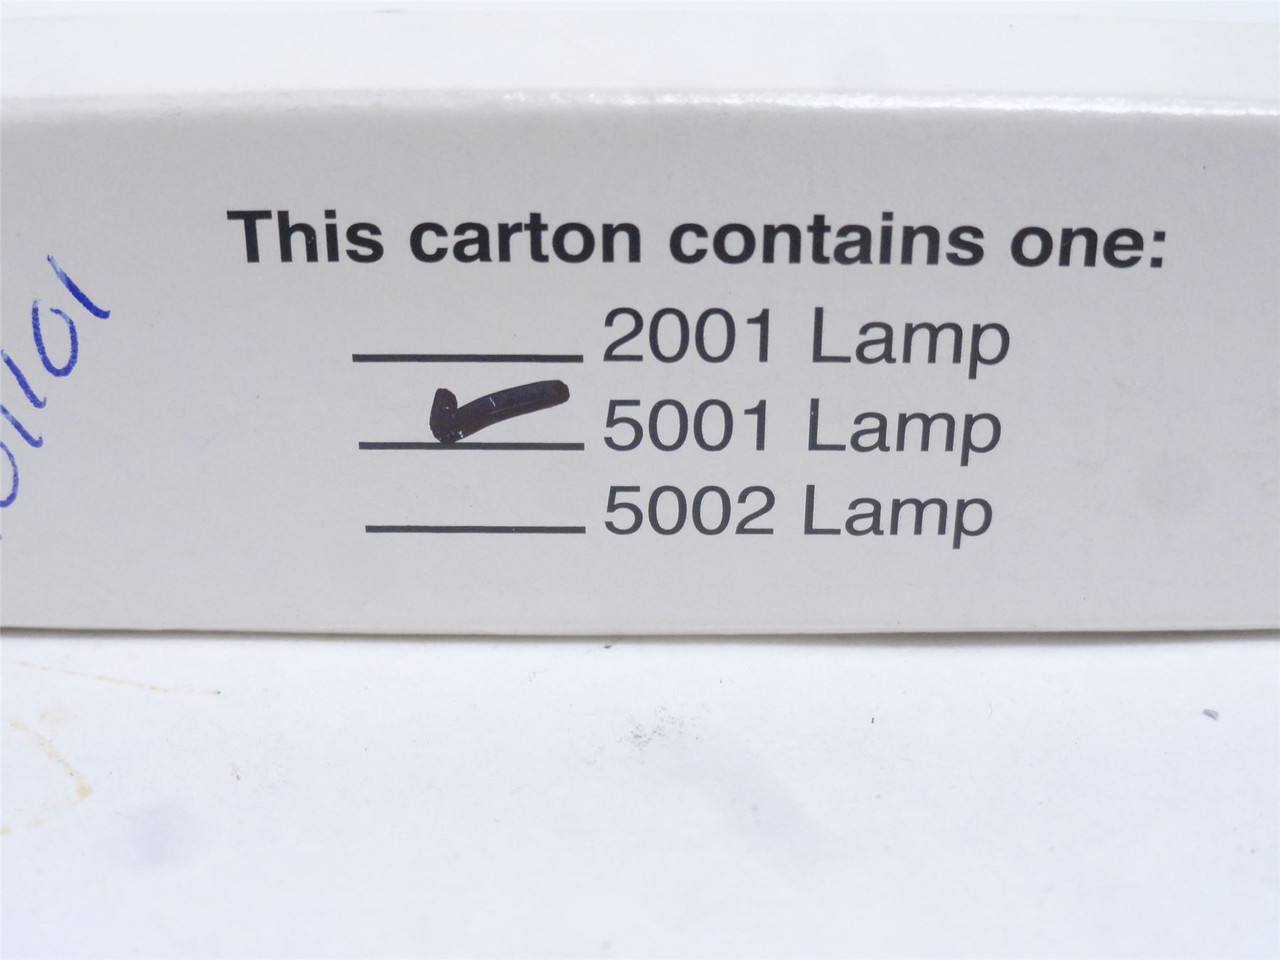 This carton contains one:
2001 Lamp
5001 Lamp
5002 Lamp